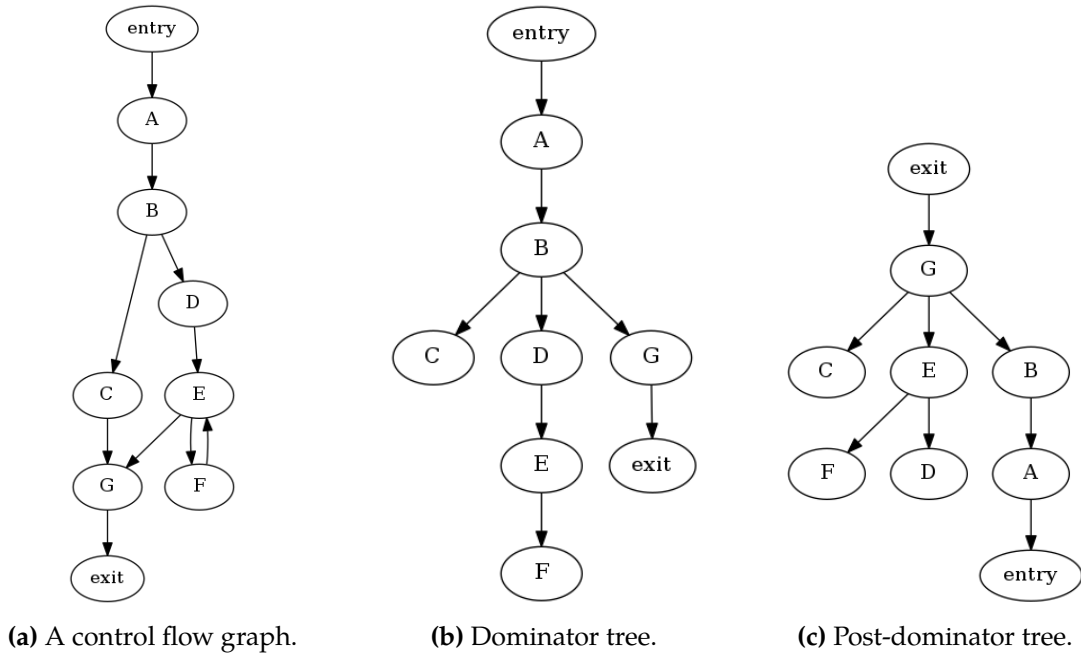 entry
A
B
D
C
E
G
F
exit
(a) A control flow graph.
entry
A
B
C
D
G
E
exit
F
(b) Dominator tree.
exit
G
C
E
B
F
D
A
entry
(c) Post-dominator tree.